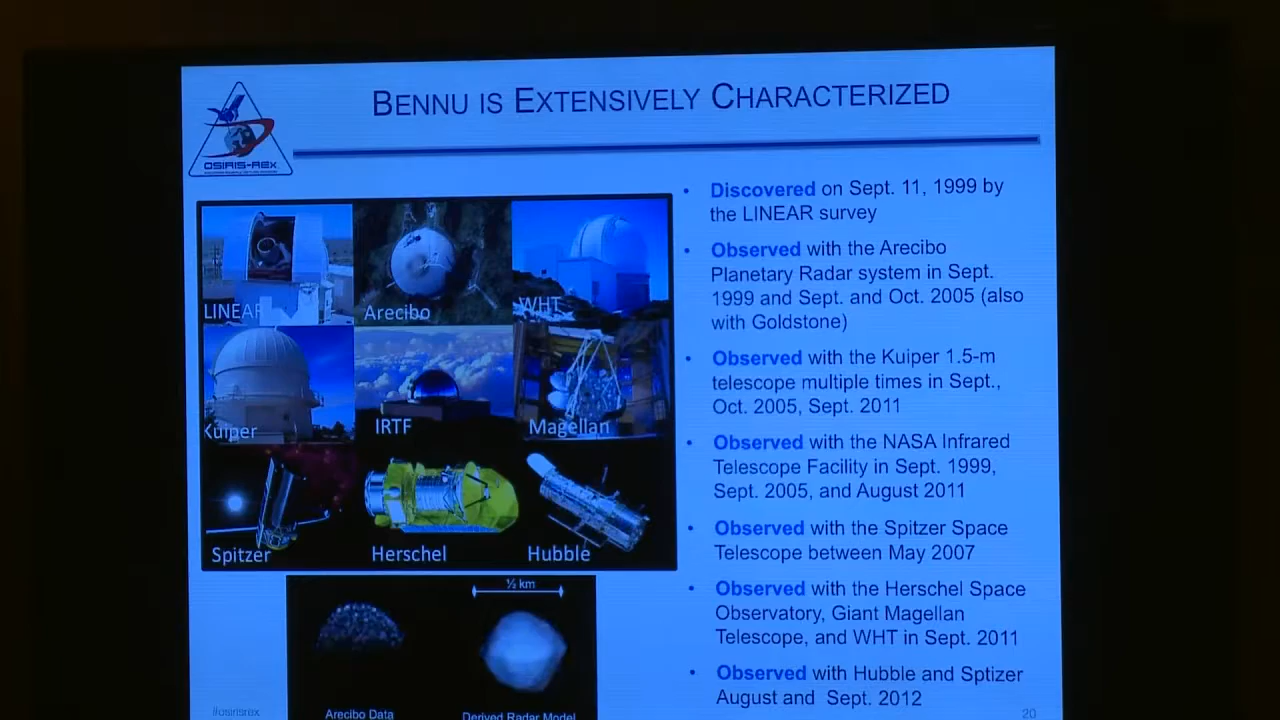 BENNU IS EXTENSIVELY CHARACTERIZED
OSIRIS-REX
LINEAR
Arecibo
WHT
Kuiper
IRTF
Magellan
Spitzer
Herschel
Hubble
½ km
Arecibo Data
Derived Radar Model
• Discovered on Sept. 11, 1999 by
the LINEAR survey
• Observed with the Arecibo
Planetary Radar system in Sept.
1999 and Sept. and Oct. 2005 (also
with Goldstone)
• Observed with the Kuiper 1.5-m
telescope multiple times in Sept.,
Oct. 2005, Sept. 2011
• Observed with the NASA Infrared
Telescope Facility in Sept. 1999,
Sept. 2005, and August 2011
• Observed with the Spitzer Space
Telescope between May 2007
• Observed with the Herschel Space
Observatory, Giant Magellan
Telescope, and WHT in Sept. 2011
• Observed with Hubble and Sptizer
August and Sept. 2012
#osirisrex
20